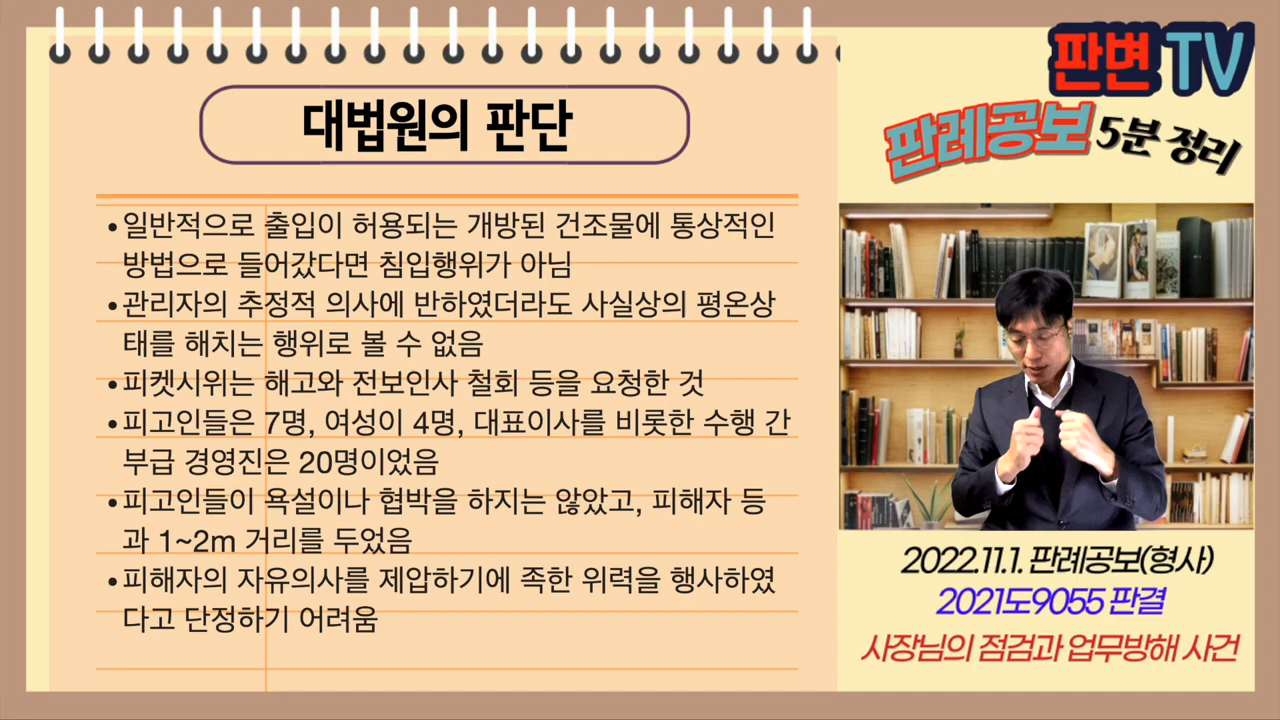 대법원의 판단
•일반적으로 출입이 허용되는 개방된 건조물에 통상적인
방법으로 들어갔다면 침입행위가 아님
•관리자의 추정적 의사에 반하였더라도 사실상의 평온상
태를 해치는 행위로 볼 수 없음
•피켓시위는 해고와 전보인사 철회 등을 요청한 것
•피고인들은 7명, 여성이 4명, 대표이사를 비롯한 수행 간
부급 경영진은 20명이었음
•피고인들이 욕설이나 협박을 하지는 않았고, 피해자 등
과 1~2m 거리를 두었음
•피해자의 자유의사를 제압하기에 족한 위력을 행사하였
다고 단정하기 어려움
판변 TV
판례공보 5분 정리
2022.11.1. 판례공보(형사)
2021도9055 판결
사장님의 점검과 업무방해 사건